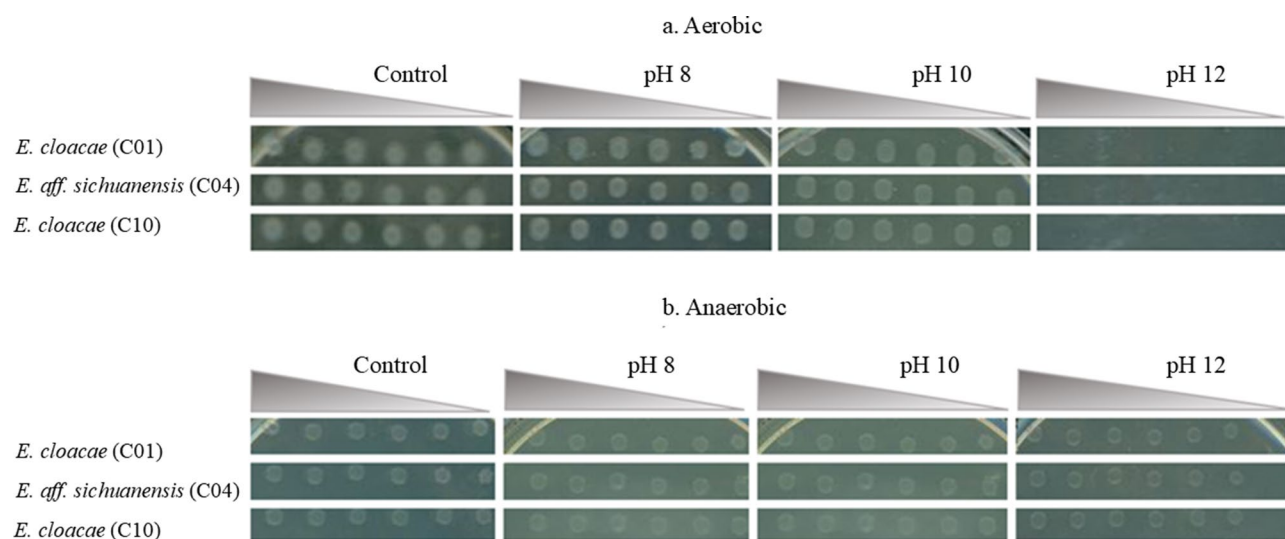 a. Aerobic
Control pH 8 pH 10 pH 12
E. cloacae (C01)
E. aff. sichuanensis (C04)
E. cloacae (C10)
b. Anaerobic
Control pH 8 pH 10 pH 12
E. cloacae (C01)
E. aff. sichuanensis (C04)
E. cloacae (C10)